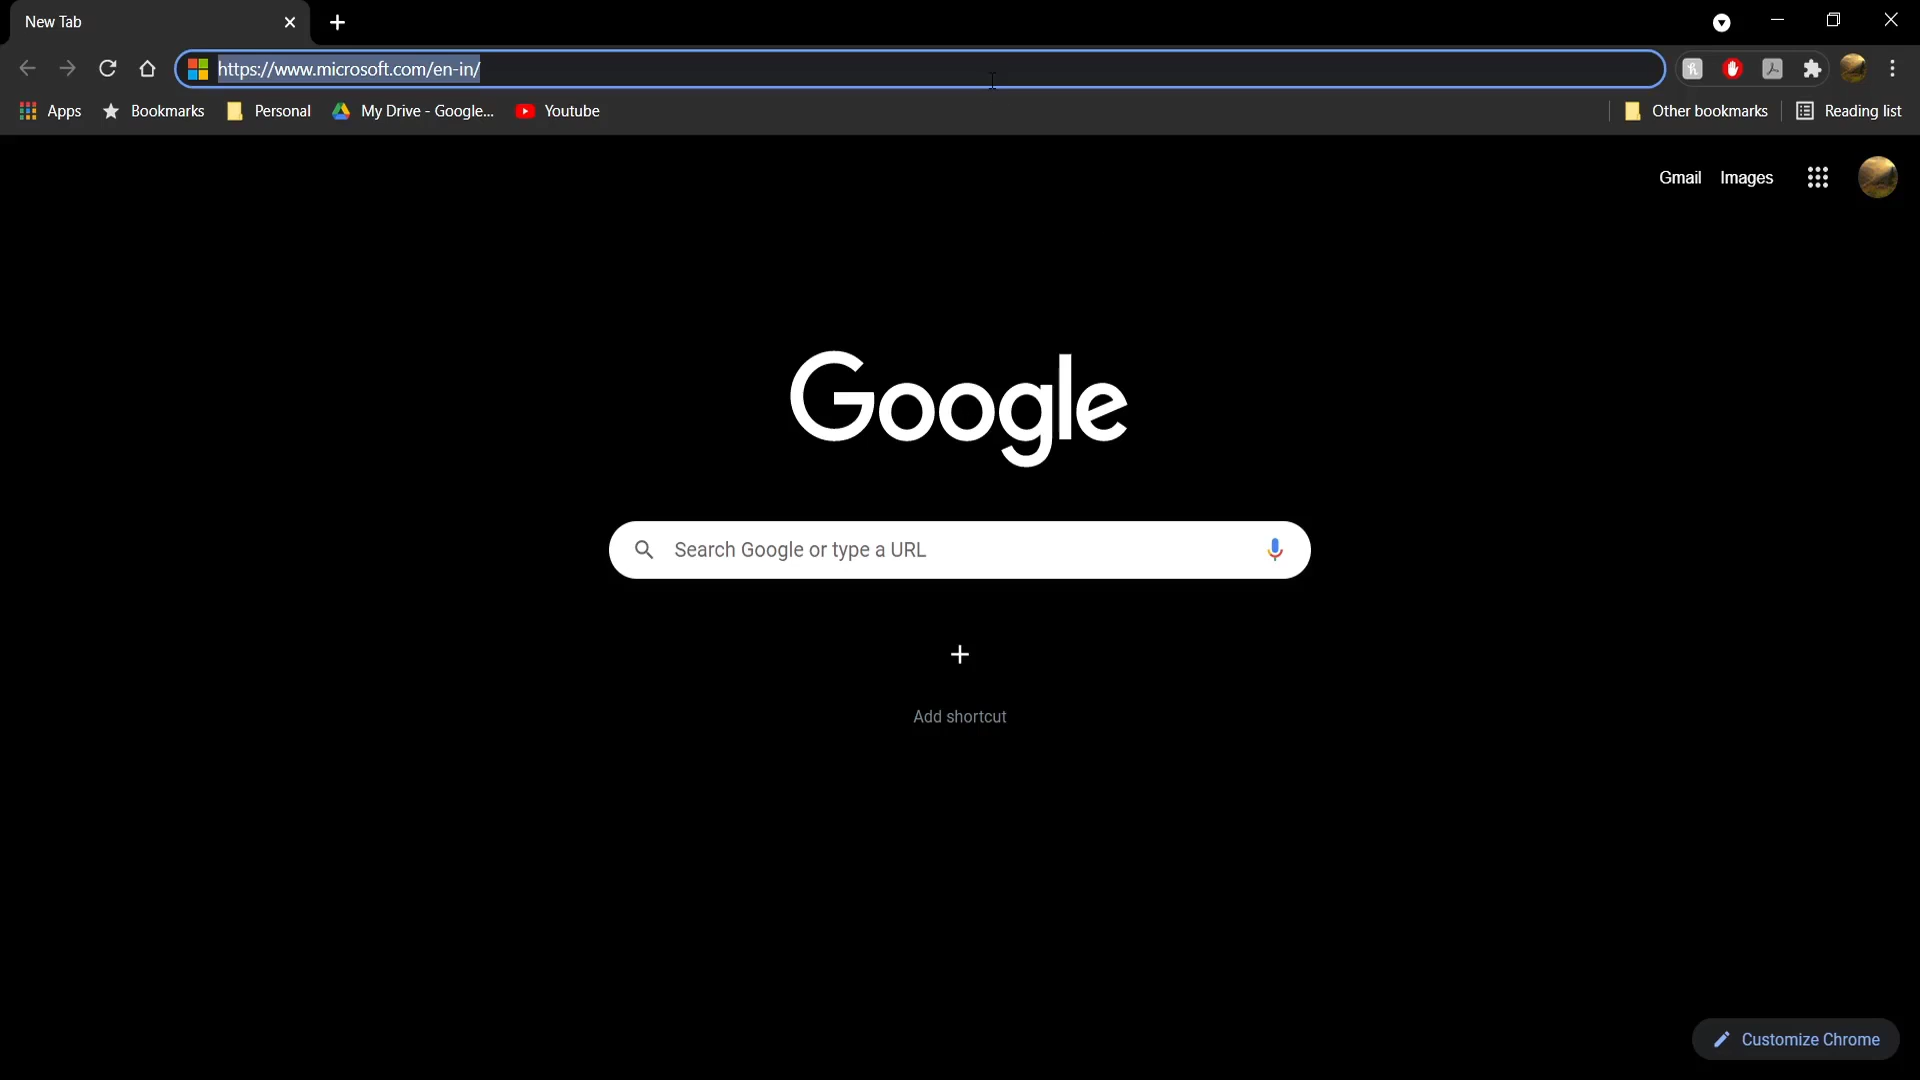 New Tab
https://www.microsoft.com/en-in/
Apps Bookmarks Personal My Drive - Google... Youtube Other bookmarks Reading list
Gmail Images
Google
Search Google or type a URL
Add shortcut
Customize Chrome